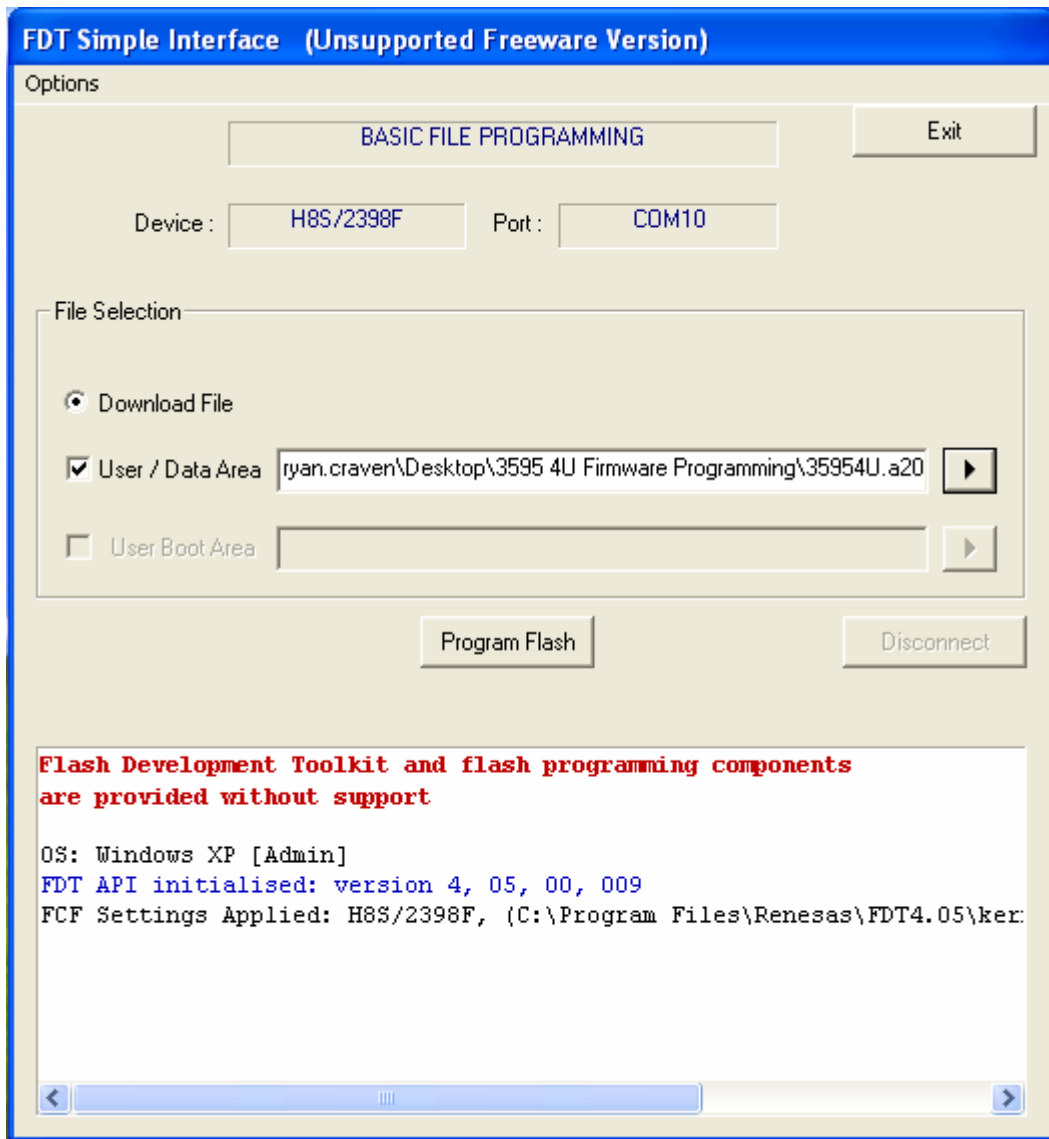 FDT Simple Interface (Unsupported Freeware Version)
Options
BASIC FILE PROGRAMMING
Exit
Device : H8S/2398F Port : COM10
File Selection
Download File
User / Data Area ryan.craven\Desktop\3595 4U Firmware Programming\35954U.a20
User Boot Area
Program Flash Disconnect
Flash Development Toolkit and flash programming components
are provided without support
OS: Windows XP [Admin]
FDT API initialised: version 4, 05, 00, 009
FCF Settings Applied: H8S/2398F, (C:\Program Files\Renesas\FDT4.05\ker